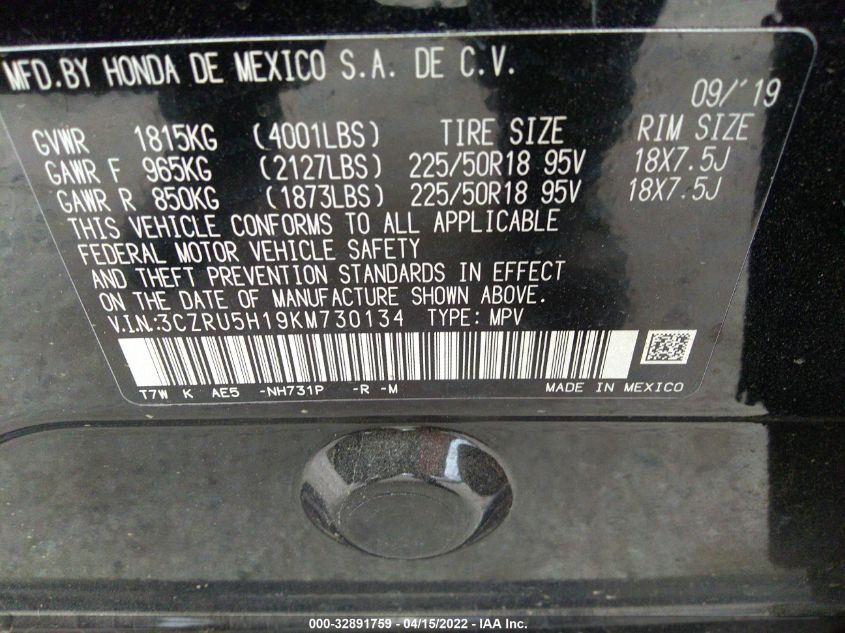 MFD.BY HONDA DE MEXICO S.A. DE C.V.
09/'19
GVWR 1815KG (4001LBS) TIRE SIZE RIM SIZE
GAWR F 965KG (2127LBS) 225/50R18 95V 18X7.5J
GAWR R 850KG (1873LBS) 225/50R18 95V 18X7.5J
THIS VEHICLE CONFORMS TO ALL APPLICABLE
FEDERAL MOTOR VEHICLE SAFETY
AND THEFT PREVENTION STANDARDS IN EFFECT
ON THE DATE OF MANUFACTURE SHOWN ABOVE.
V.I.N.:3CZRU5H19KM730134 TYPE: MPV
T7W K AE5 -NH731P -R -M MADE IN MEXICO
000-32891759 - 04/15/2022 - IAA Inc.